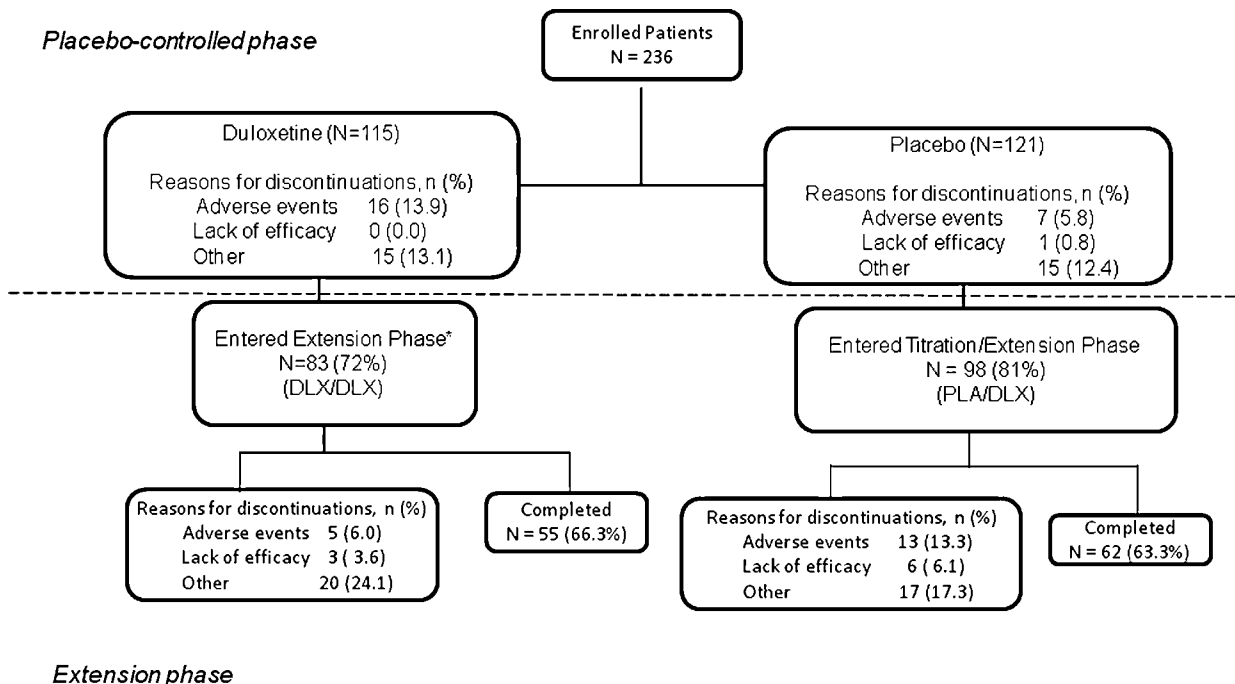 Placebo-controlled phase
Enrolled Patients
N = 236
Duloxetine (N=115)
Reasons for discontinuations, n (%)
Adverse events 16 (13.9)
Lack of efficacy 0 (0.0)
Other 15 (13.1)
Placebo (N=121)
Reasons for discontinuations, n (%)
Adverse events 7 (5.8)
Lack of efficacy 1 (0.8)
Other 15 (12.4)
Entered Extension Phase*
N=83 (72%)
(DLX/DLX)
Entered Titration/Extension Phase
N = 98 (81%)
(PLA/DLX)
Reasons for discontinuations, n (%)
Adverse events 5 (6.0)
Lack of efficacy 3 ( 3.6)
Other 20 (24.1)
Completed
N = 55 (66.3%)
Reasons for discontinuations, n (%)
Adverse events 13 (13.3)
Lack of efficacy 6 ( 6.1)
Other 17 (17.3)
Completed
N = 62 (63.3%)
Extension phase